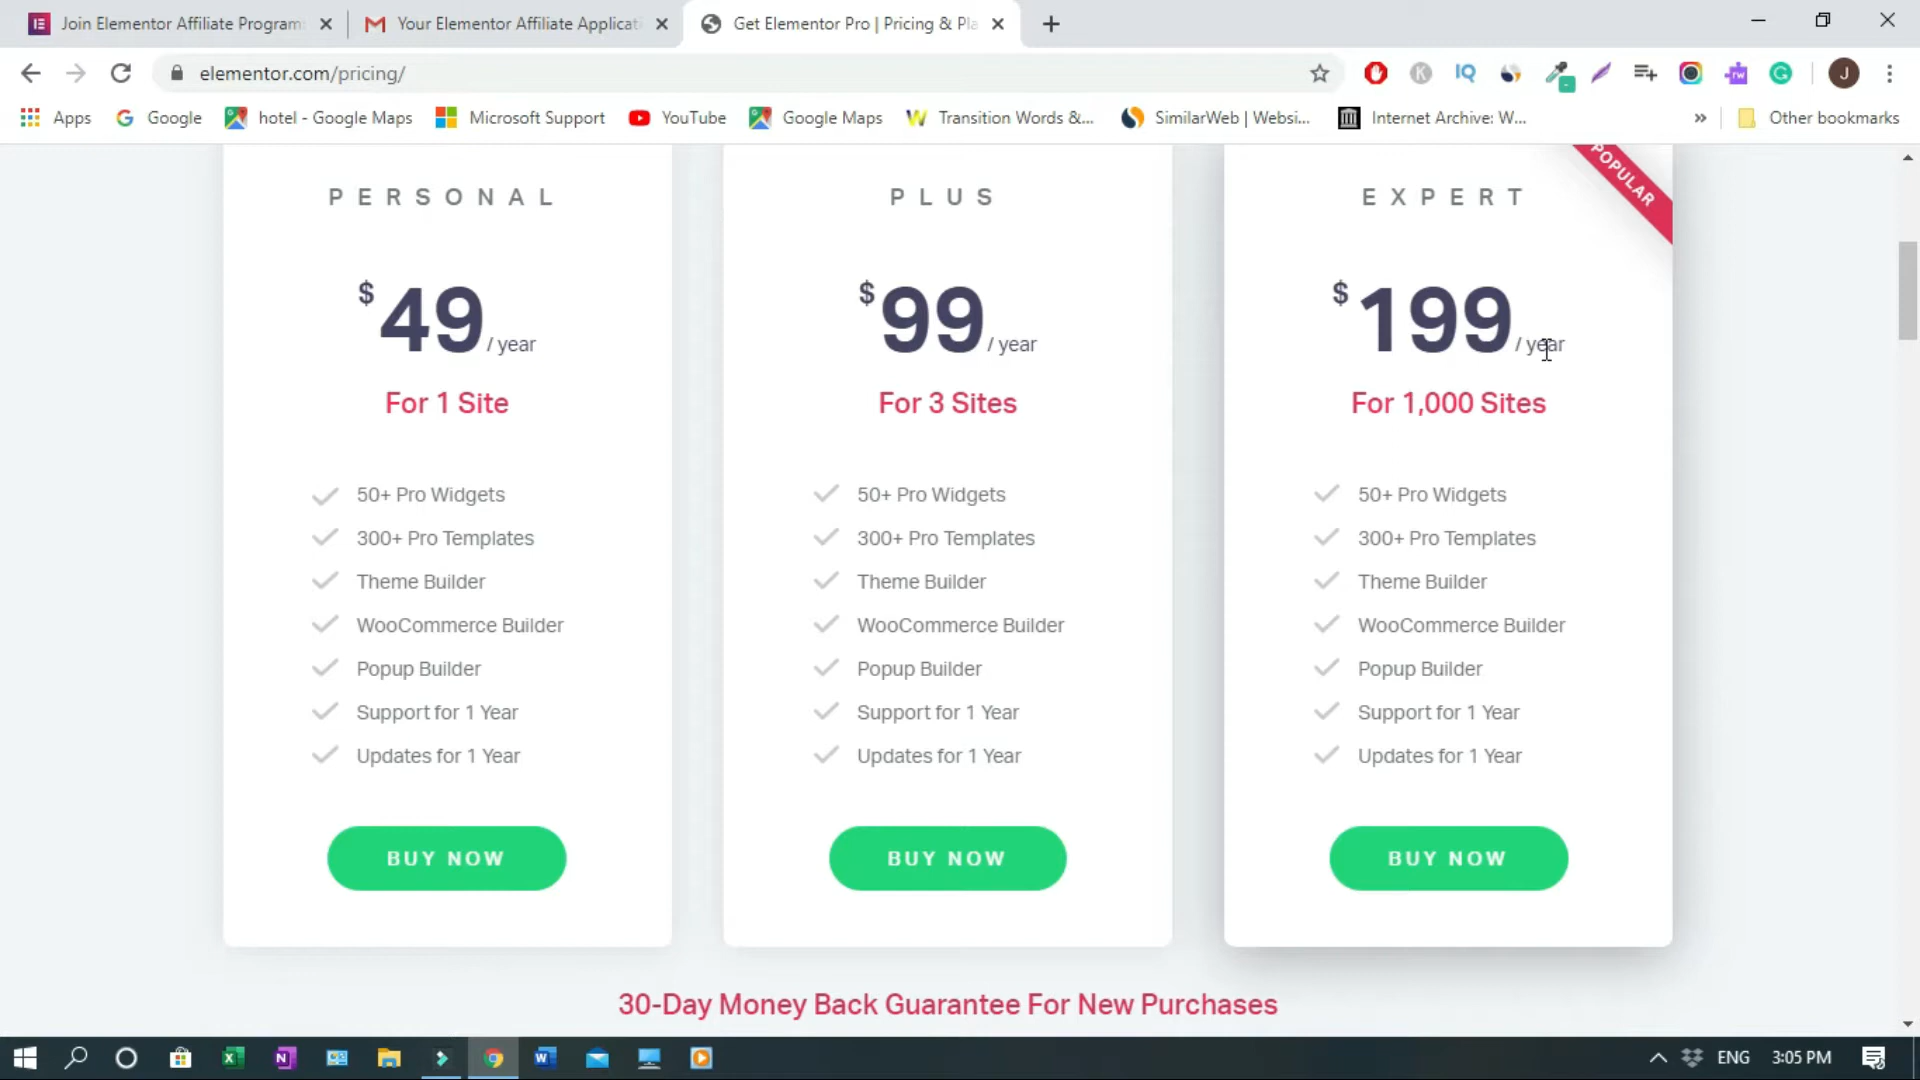 Join Elementor Affiliate Program
Your Elementor Affiliate Applicati
Get Elementor Pro | Pricing & Pla
elementor.com/pricing/
Apps
Google
hotel - Google Maps
Microsoft Support
YouTube
Google Maps
Transition Words &...
SimilarWeb | Websi...
Internet Archive: W...
Other bookmarks
POPULAR
PERSONAL
$49/ year
For 1 Site
50+ Pro Widgets
300+ Pro Templates
Theme Builder
WooCommerce Builder
Popup Builder
Support for 1 Year
Updates for 1 Year
BUY NOW
PLUS
$99/ year
For 3 Sites
50+ Pro Widgets
300+ Pro Templates
Theme Builder
WooCommerce Builder
Popup Builder
Support for 1 Year
Updates for 1 Year
BUY NOW
EXPERT
$199/ year
For 1,000 Sites
50+ Pro Widgets
300+ Pro Templates
Theme Builder
WooCommerce Builder
Popup Builder
Support for 1 Year
Updates for 1 Year
BUY NOW
30-Day Money Back Guarantee For New Purchases
ENG
3:05 PM